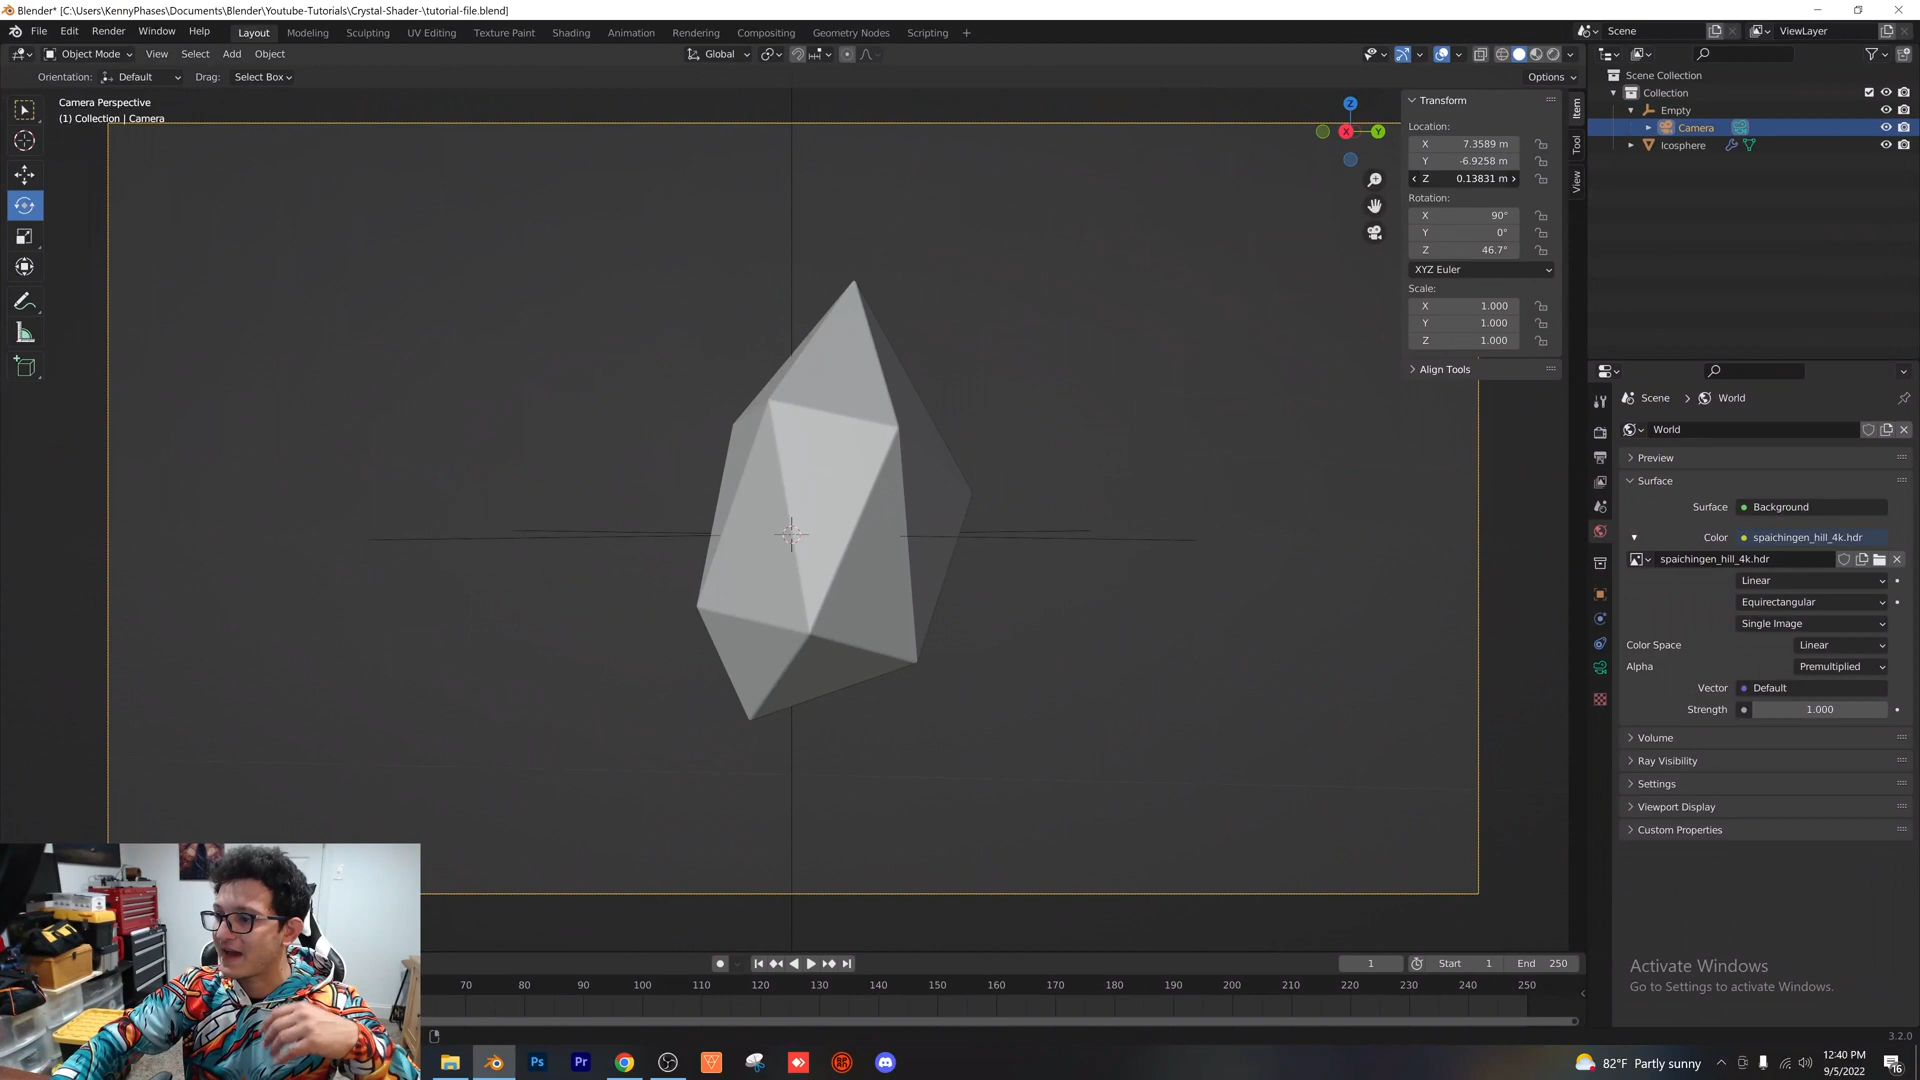 Blender* [C:\Users\KennyPhases\Documents\Blender\Youtube-Tutorials\Crystal-Shader-\tutorial-file.blend]
File Edit Render Window Help Layout Modeling Sculpting UV Editing Texture Paint Shading Animation Rendering Compositing Geometry Nodes Scripting + Scene ViewLayer
Object Mode View Select Add Object Global
Orientation: Default Drag: Select Box Options
Camera Perspective
(1) Collection | Camera
Z
X
Y
Transform
Location:
X 7.3589 m
Y -6.9258 m
Z 0.13831 m
Rotation:
X 90°
Y 0°
Z 46.7°
XYZ Euler
Scale:
X 1.000
Y 1.000
Z 1.000
Align Tools
Item
Tool
View
Scene Collection
Collection
Empty
Camera
Icosphere
Scene > World
World
Preview
Surface
Surface Background
Color spaichingen_hill_4k.hdr
spaichingen_hill_4k.hdr
Linear
Equirectangular
Single Image
Color Space Linear
Alpha Premultiplied
Vector Default
Strength 1.000
Volume
Ray Visibility
Settings
Viewport Display
Custom Properties
Activate Windows
Go to Settings to activate Windows.
1 Start 1 End 250
70 80 90 100 110 120 130 140 150 160 170 180 190 200 210 220 230 240 250
3.2.0
Ps Pr
82°F Partly sunny
12:40 PM
9/5/2022
16